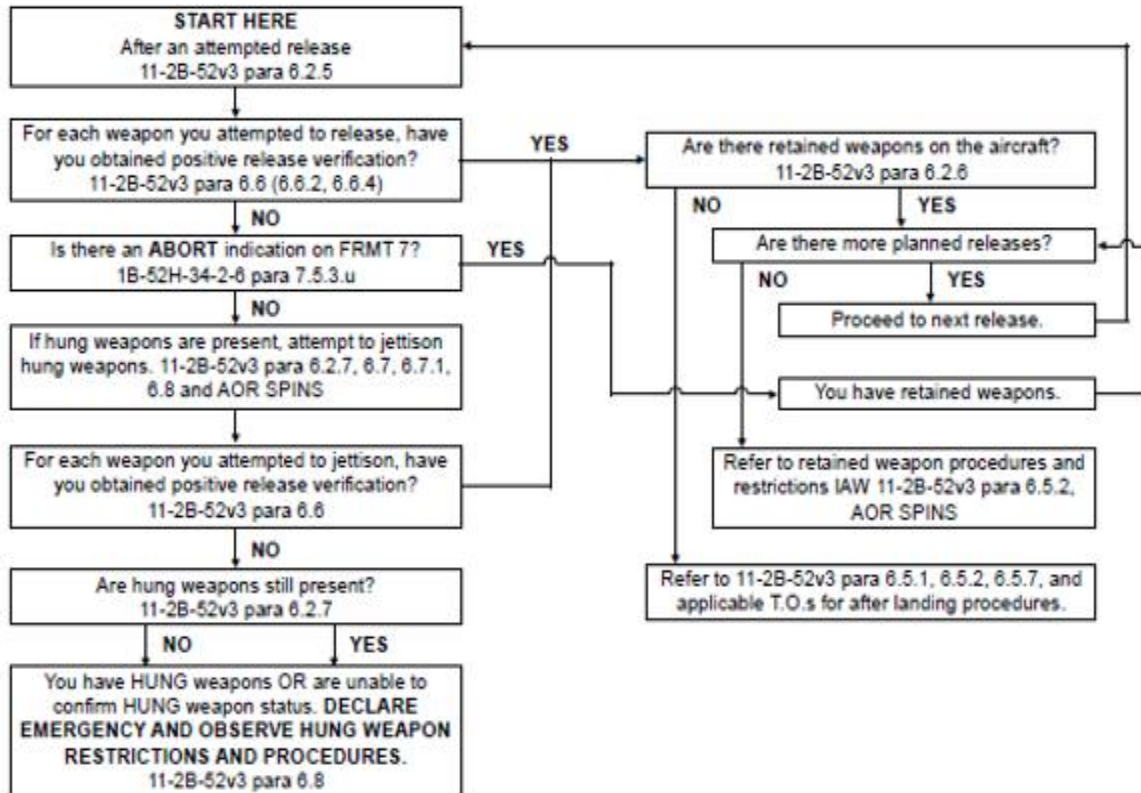 START HERE
After an attempted release
11-2B-52v3 para 6.2.5
For each weapon you attempted to release, have
you obtained positive release verification?
11-2B-52v3 para 6.6 (6.6.2, 6.6.4)
YES
NO
Is there an ABORT indication on FRMT 7?
1B-52H-34-2-6 para 7.5.3.u
YES
NO
If hung weapons are present, attempt to jettison
hung weapons. 11-2B-52v3 para 6.2.7, 6.7, 6.7.1,
6.8 and AOR SPINS
For each weapon you attempted to jettison, have
you obtained positive release verification?
11-2B-52v3 para 6.6
NO
Are hung weapons still present?
11-2B-52v3 para 6.2.7
NO
YES
You have HUNG weapons OR are unable to
confirm HUNG weapon status. DECLARE
EMERGENCY AND OBSERVE HUNG WEAPON
RESTRICTIONS AND PROCEDURES.
11-2B-52v3 para 6.8
Are there retained weapons on the aircraft?
11-2B-52v3 para 6.2.6
NO
YES
Are there more planned releases?
NO
YES
Proceed to next release.
You have retained weapons.
Refer to retained weapon procedures and
restrictions IAW 11-2B-52v3 para 6.5.2,
AOR SPINS
Refer to 11-2B-52v3 para 6.5.1, 6.5.2, 6.5.7, and
applicable T.O.s for after landing procedures.